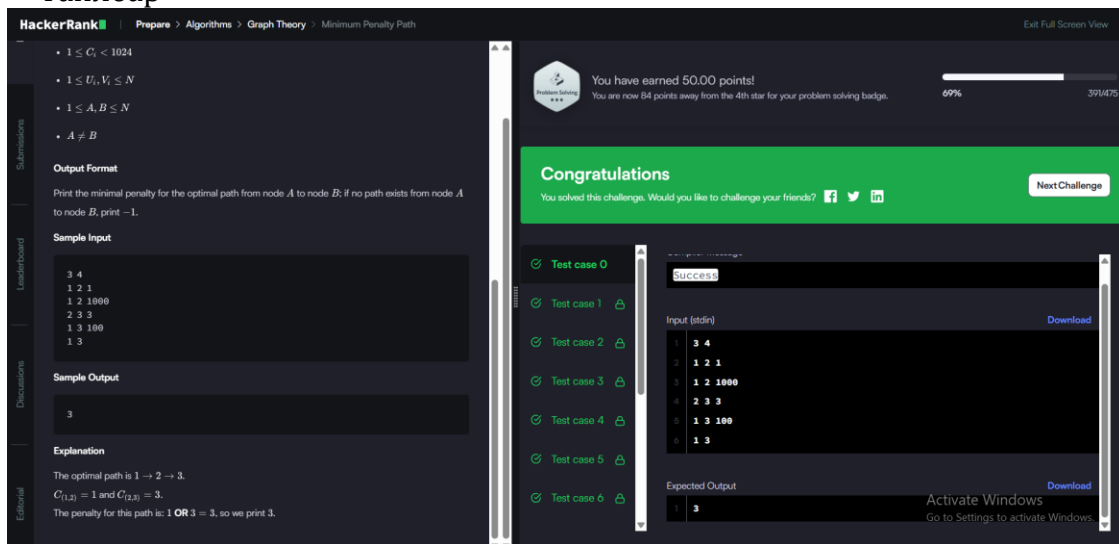 HackerRank
Prepare > Algorithms > Graph Theory > Minimum Penalty Path
Exit Full Screen View
Submissions
Leaderboard
Discussions
Editorial
• 1 ≤ Cᵢ < 1024
• 1 ≤ Uᵢ, Vᵢ ≤ N
• 1 ≤ A, B ≤ N
• A ≠ B
Output Format
Print the minimal penalty for the optimal path from node A to node B; if no path exists from node A
to node B, print −1.
Sample Input
3 4
1 2 1
1 2 1000
2 3 3
1 3 100
1 3
Sample Output
3
Explanation
The optimal path is 1 → 2 → 3.
C(1,2) = 1 and C(2,3) = 3.
The penalty for this path is: 1 OR 3 = 3, so we print 3.
Problem Solving
You have earned 50.00 points!
You are now 84 points away from the 4th star for your problem solving badge.
69%
391/475
Congratulations
You solved this challenge. Would you like to challenge your friends?
Next Challenge
Test case 0
Test case 1
Test case 2
Test case 3
Test case 4
Test case 5
Test case 6
Success
Input (stdin)
Download
1 3 4
2 1 2 1
3 1 2 1000
4 2 3 3
5 1 3 100
6 1 3
Expected Output
Download
1 3
Activate Windows
Go to Settings to activate Windows.